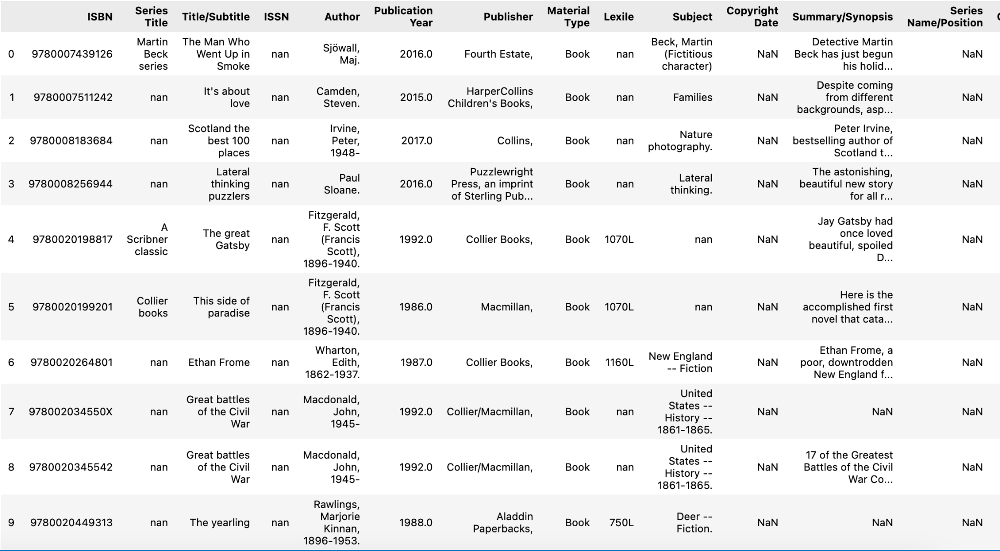 ISBN Series Title Title/Subtitle ISSN Author Publication Year Publisher Material Type Lexile Subject Copyright Date Summary/Synopsis Series Name/Position
0 9780007439126 Martin Beck series The Man Who Went Up in Smoke nan Sjöwall, Maj. 2016.0 Fourth Estate, Book nan Beck, Martin (Fictitious character) NaN Detective Martin Beck has just begun his holid... NaN
1 9780007511242 nan It's about love nan Camden, Steven. 2015.0 HarperCollins Children's Books, Book nan Families NaN Despite coming from different backgrounds, asp... NaN
2 9780008183684 nan Scotland the best 100 places nan Irvine, Peter, 1948- 2017.0 Collins, Book nan Nature photography. NaN Peter Irvine, bestselling author of Scotland t... NaN
3 9780008256944 nan Lateral thinking puzzlers nan Paul Sloane. 2016.0 Puzzlewright Press, an imprint of Sterling Pub... Book nan Lateral thinking. NaN The astonishing, beautiful new story for all r... NaN
4 9780020198817 A Scribner classic The great Gatsby nan Fitzgerald, F. Scott (Francis Scott), 1896-1940. 1992.0 Collier Books, Book 1070L nan NaN Jay Gatsby had once loved beautiful, spoiled D... NaN
5 9780020199201 Collier books This side of paradise nan Fitzgerald, F. Scott (Francis Scott), 1896-1940. 1986.0 Macmillan, Book 1070L nan NaN Here is the accomplished first novel that cata... NaN
6 9780020264801 nan Ethan Frome nan Wharton, Edith, 1862-1937. 1987.0 Collier Books, Book 1160L New England -- Fiction NaN Ethan Frome, a poor, downtrodden New England f... NaN
7 978002034550X nan Great battles of the Civil War nan Macdonald, John, 1945- 1992.0 Collier/Macmillan, Book nan United States -- History -- 1861-1865. NaN NaN NaN
8 9780020345542 nan Great battles of the Civil War nan Macdonald, John, 1945- 1992.0 Collier/Macmillan, Book nan United States -- History -- 1861-1865. NaN 17 of the Greatest Battles of the Civil War Co... NaN
9 9780020449313 nan The yearling nan Rawlings, Marjorie Kinnan, 1896-1953. 1988.0 Aladdin Paperbacks, Book 750L Deer -- Fiction. NaN NaN NaN